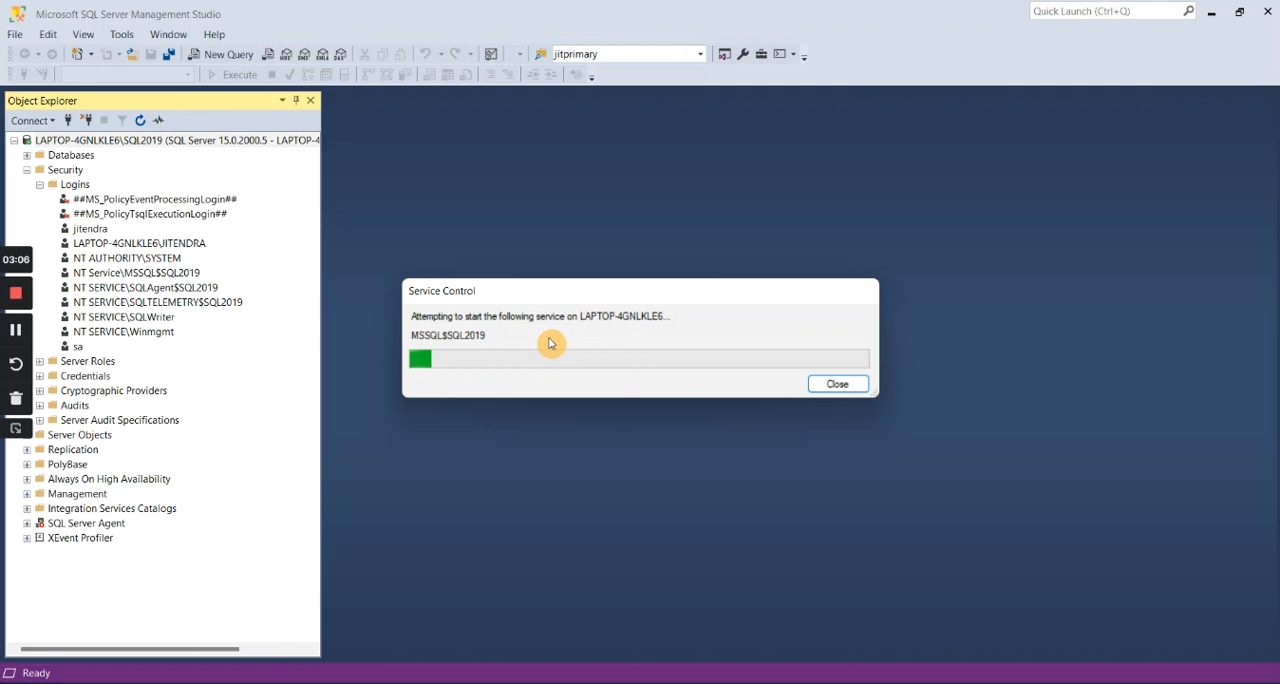 Microsoft SQL Server Management Studio
Quick Launch (Ctrl+Q)
File Edit View Tools Window Help
New Query
MDX DMX XMLA DAX
jitprimary
Execute
Object Explorer
Connect
LAPTOP-4GNLKLE6\SQL2019 (SQL Server 15.0.2000.5 - LAPTOP-4
Databases
Security
Logins
##MS_PolicyEventProcessingLogin##
##MS_PolicyTsqlExecutionLogin##
jitendra
LAPTOP-4GNLKLE6\JITENDRA
NT AUTHORITY\SYSTEM
NT Service\MSSQL$SQL2019
NT SERVICE\SQLAgent$SQL2019
NT SERVICE\SQLTELEMETRY$SQL2019
NT SERVICE\SQLWriter
NT SERVICE\Winmgmt
sa
Server Roles
Credentials
Cryptographic Providers
Audits
Server Audit Specifications
Server Objects
Replication
PolyBase
Always On High Availability
Management
Integration Services Catalogs
SQL Server Agent
XEvent Profiler
03:06
Service Control
Attempting to start the following service on LAPTOP-4GNLKLE6...
MSSQL$SQL2019
Close
Ready